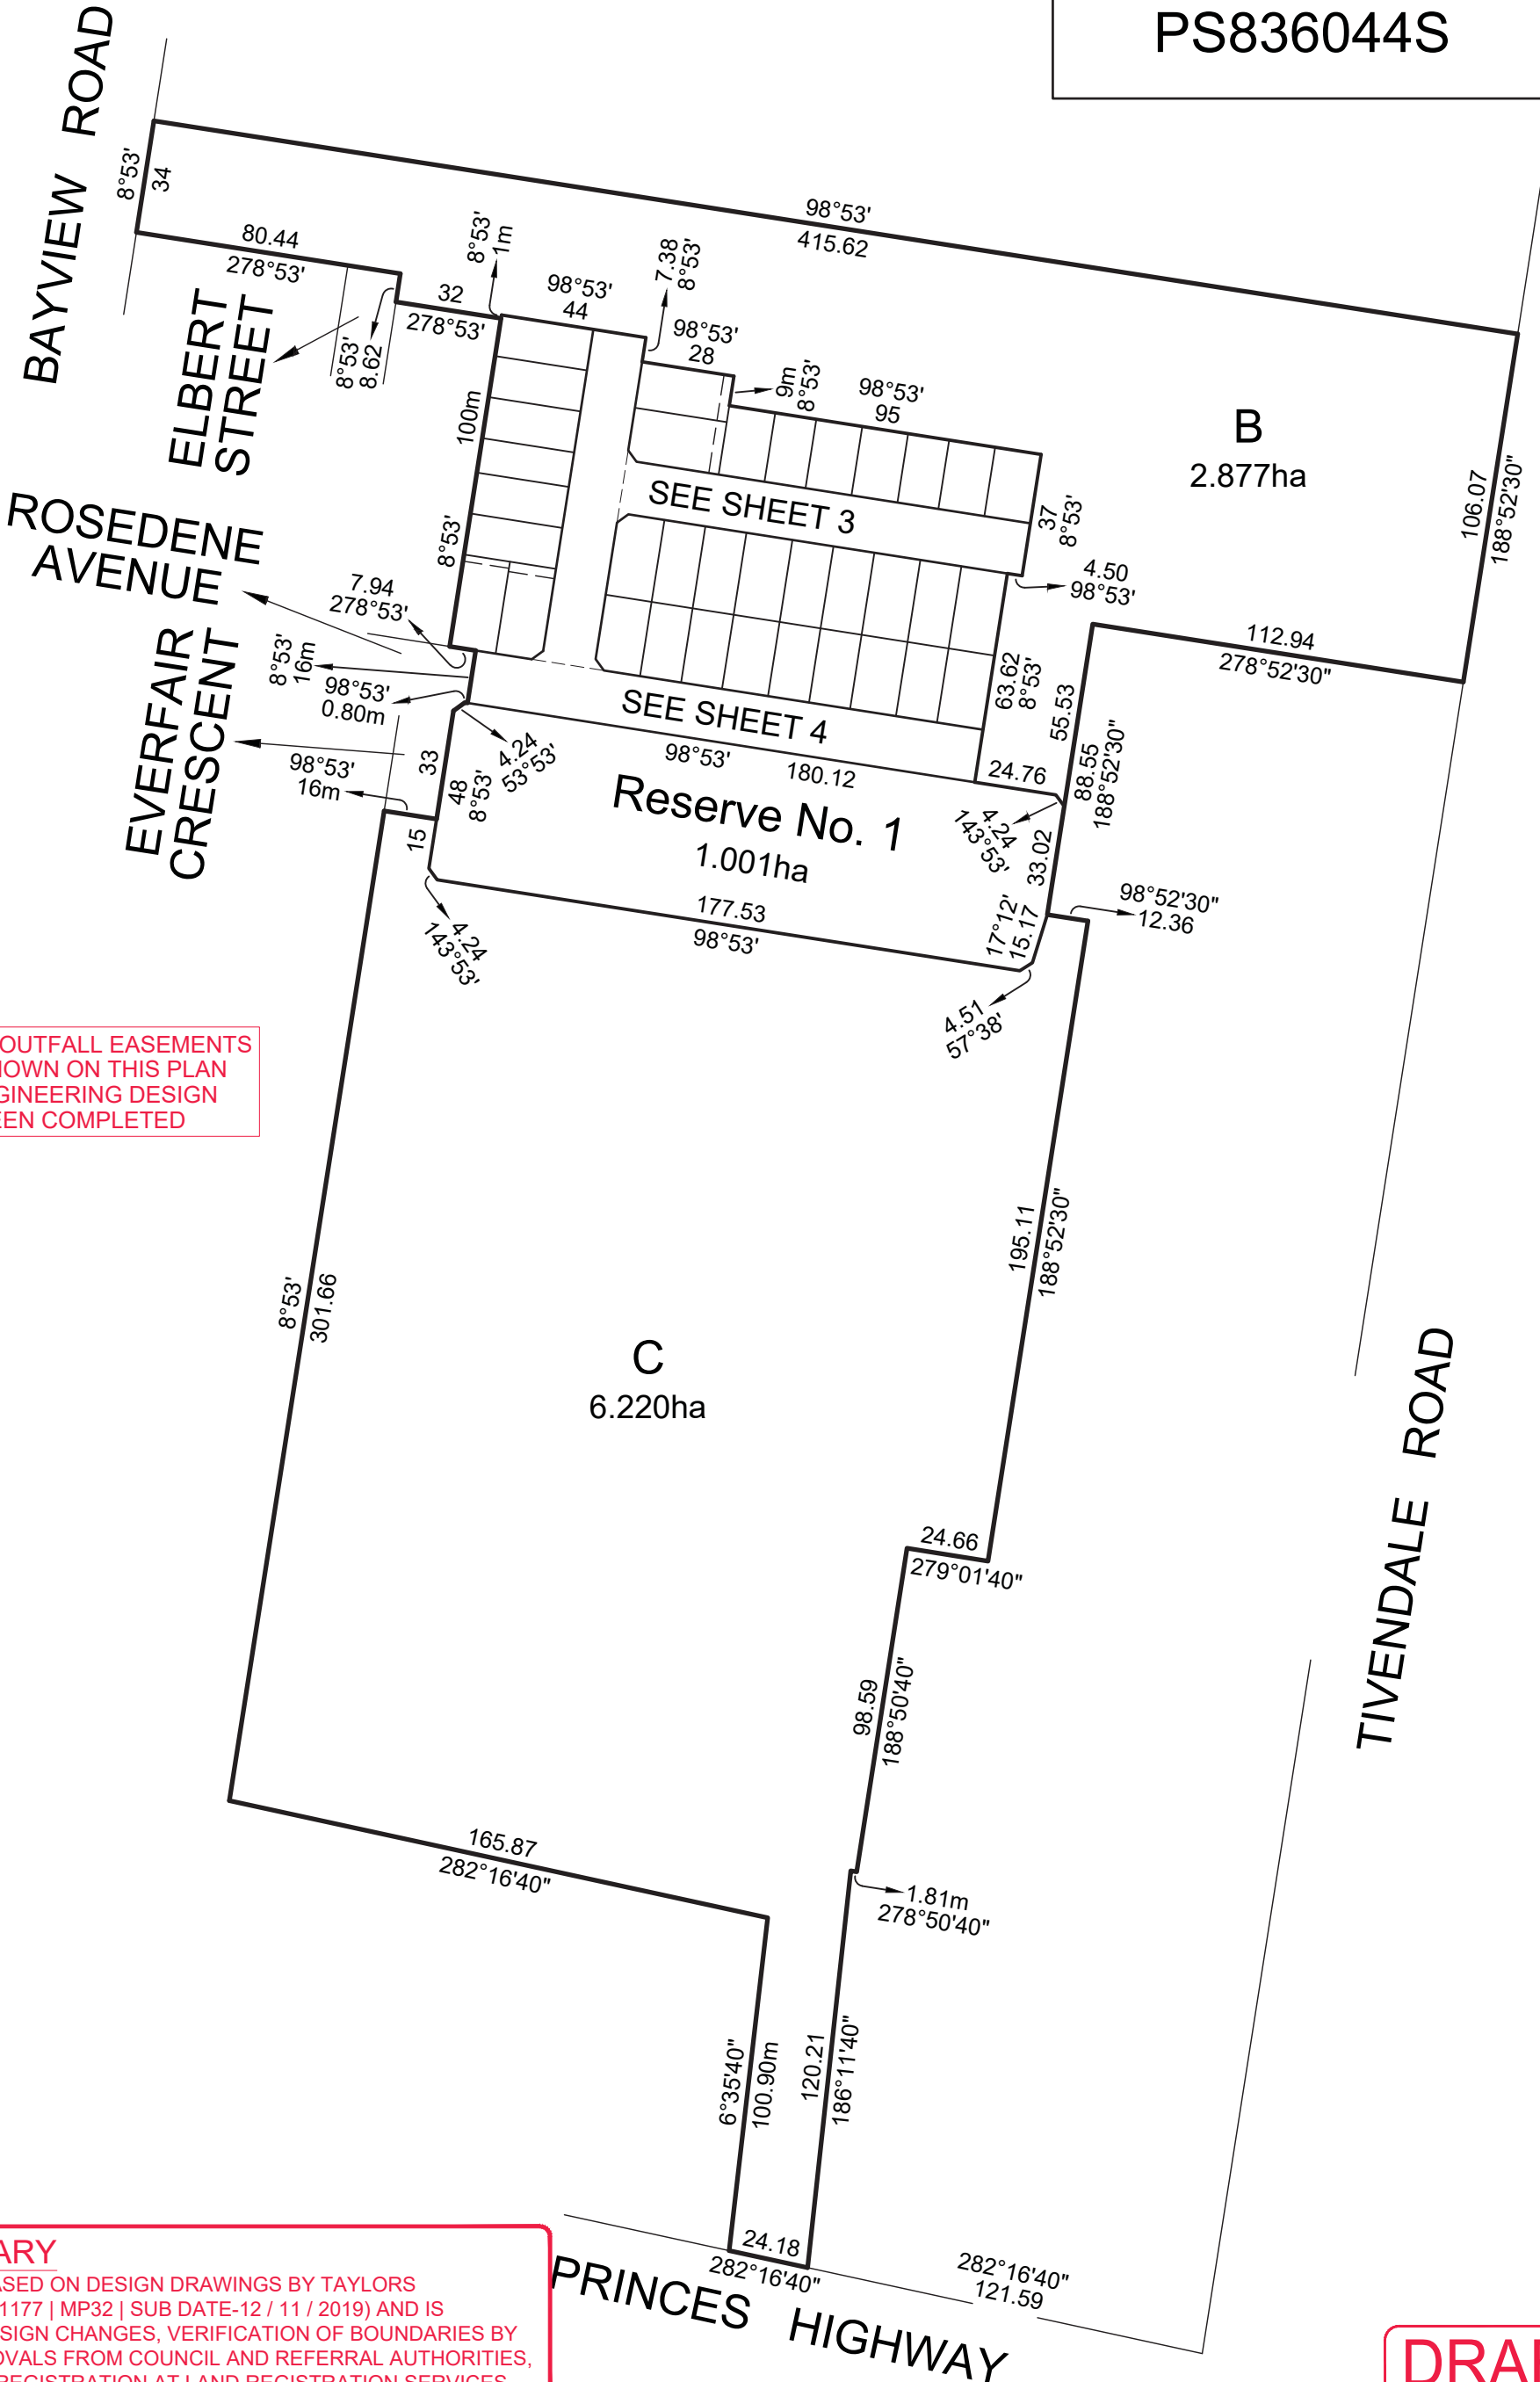 PS836044S
BAYVIEW ROAD
8°53'
34
98°53'
415.62
80.44
278°53'
8°53'
1m
32
278°53'
98°53'
44
7.38
8°53'
98°53'
28
9m
8°53'
98°53'
95
ELBERT
STREET
8°53'
8.62
100m
8°53'
B
2.877ha
106.07
188°52'30"
ROSEDENE
AVENUE
SEE SHEET 3
37
8°53'
4.50
98°53'
7.94
278°53'
112.94
278°52'30"
EVERFAIR
CRESCENT
8°53'
16m
98°53'
0.80m
63.62
8°53'
55.53
88.55
188°52'30"
SEE SHEET 4
98°53'
180.12
24.76
98°53'
16m
33
48
8°53'
4.24
53°53'
15
Reserve No. 1
1.001ha
4.24
143°53'
33.02
177.53
98°53'
17°12'
15.17
98°52'30"
12.36
4.24
143°53'
4.51
57°38'
OUTFALL EASEMENTS
OWN ON THIS PLAN
GINEERING DESIGN
EEN COMPLETED
195.11
188°52'30"
8°53'
301.66
C
6.220ha
TIVENDALE ROAD
24.66
279°01'40"
98.59
188°50'40"
165.87
282°16'40"
1.81m
278°50'40"
6°35'40"
100.90m
120.21
186°11'40"
24.18
282°16'40"
282°16'40"
121.59
PRINCES HIGHWAY
ARY
ASED ON DESIGN DRAWINGS BY TAYLORS
1177 | MP32 | SUB DATE-12 / 11 / 2019) AND IS
SIGN CHANGES, VERIFICATION OF BOUNDARIES BY
OVALS FROM COUNCIL AND REFERRAL AUTHORITIES,
REGISTRATION AT LAND REGISTRATION SERVICES
DRA